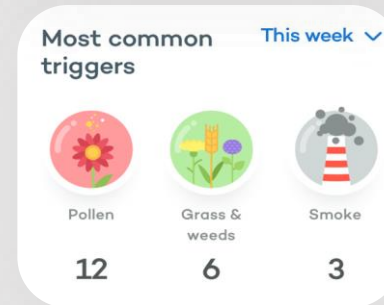 Most common
triggers
This week
Pollen
Grass &
weeds
Smoke
12
6
3